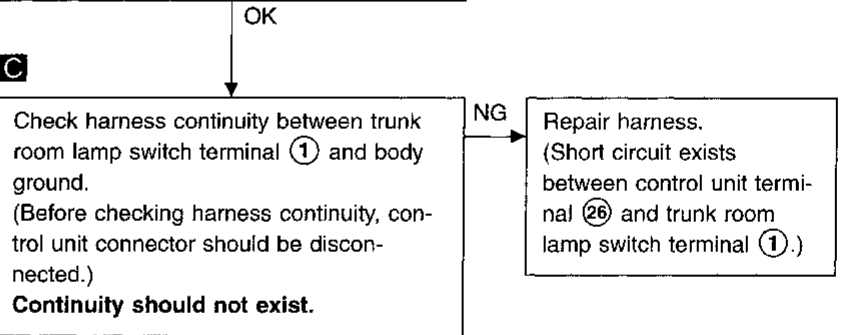 OK
C
Check harness continuity between trunk
room lamp switch terminal ① and body
ground.
(Before checking harness continuity, con-
trol unit connector should be discon-
nected.)
Continuity should not exist.
NG
Repair harness.
(Short circuit exists
between control unit termi-
nal ㉖ and trunk room
lamp switch terminal ①.)